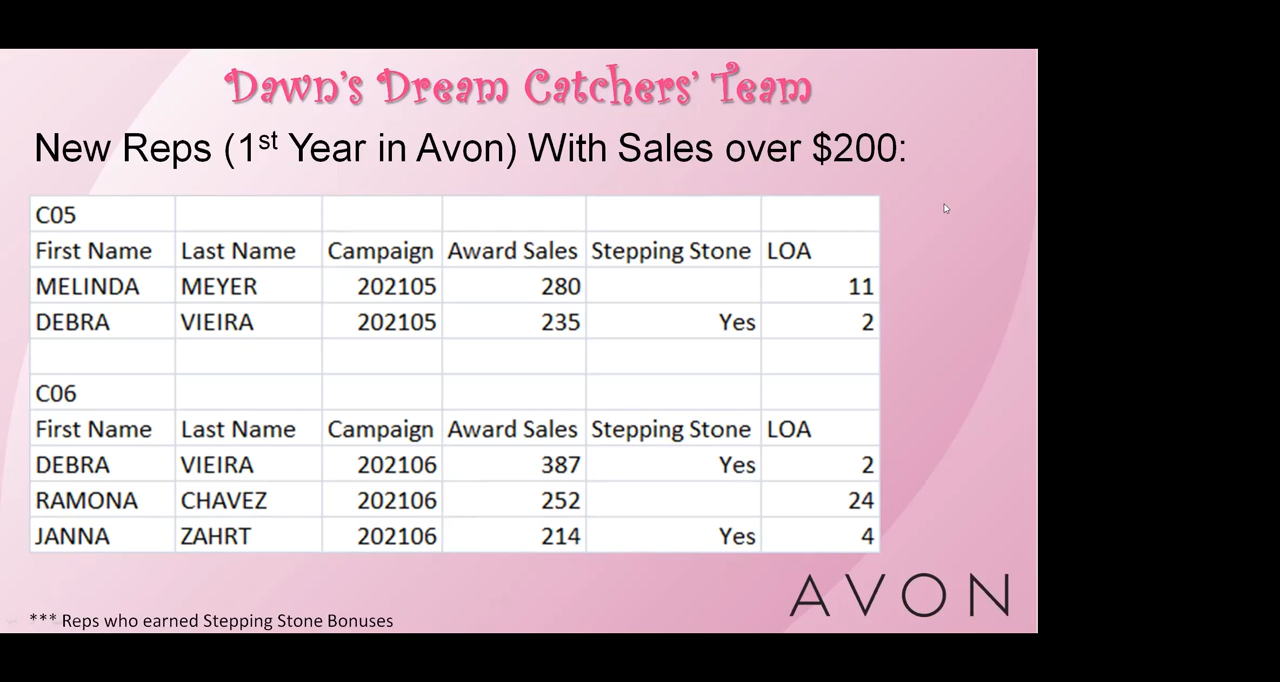 Dawn's Dream Catchers' Team
New Reps (1st Year in Avon) With Sales over $200:
C05
First Name Last Name Campaign Award Sales Stepping Stone LOA
MELINDA MEYER 202105 280 11
DEBRA VIEIRA 202105 235 Yes 2
C06
First Name Last Name Campaign Award Sales Stepping Stone LOA
DEBRA VIEIRA 202106 387 Yes 2
RAMONA CHAVEZ 202106 252 24
JANNA ZAHRT 202106 214 Yes 4
AVON
*** Reps who earned Stepping Stone Bonuses